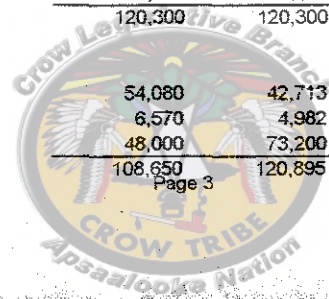 120,300 120,300
Crow Legislative Branch
54,080 42,713
6,570 4,982
48,000 73,200
108,650 120,895
Page 3
CROW TRIBE
Apsaalooke Nation